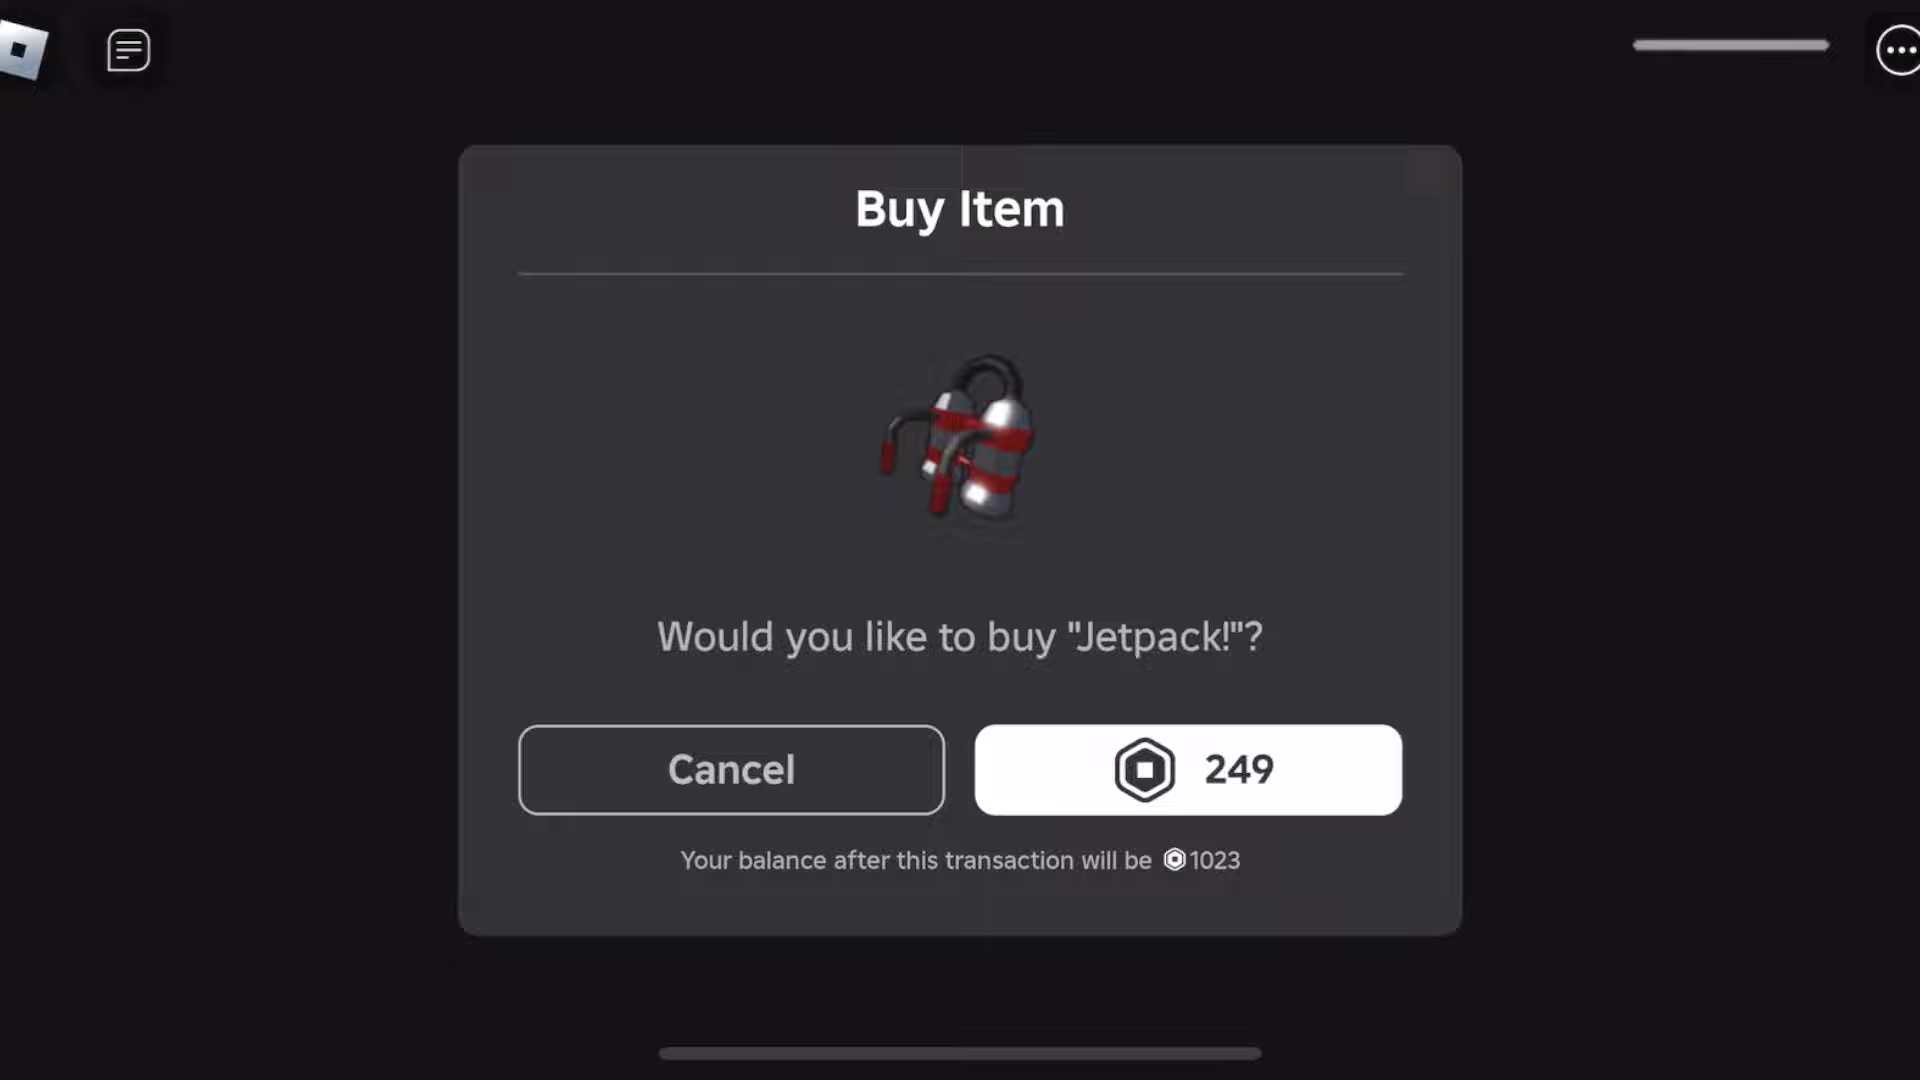 Buy Item
Would you like to buy "Jetpack!"?
Cancel
249
Your balance after this transaction will be 1023